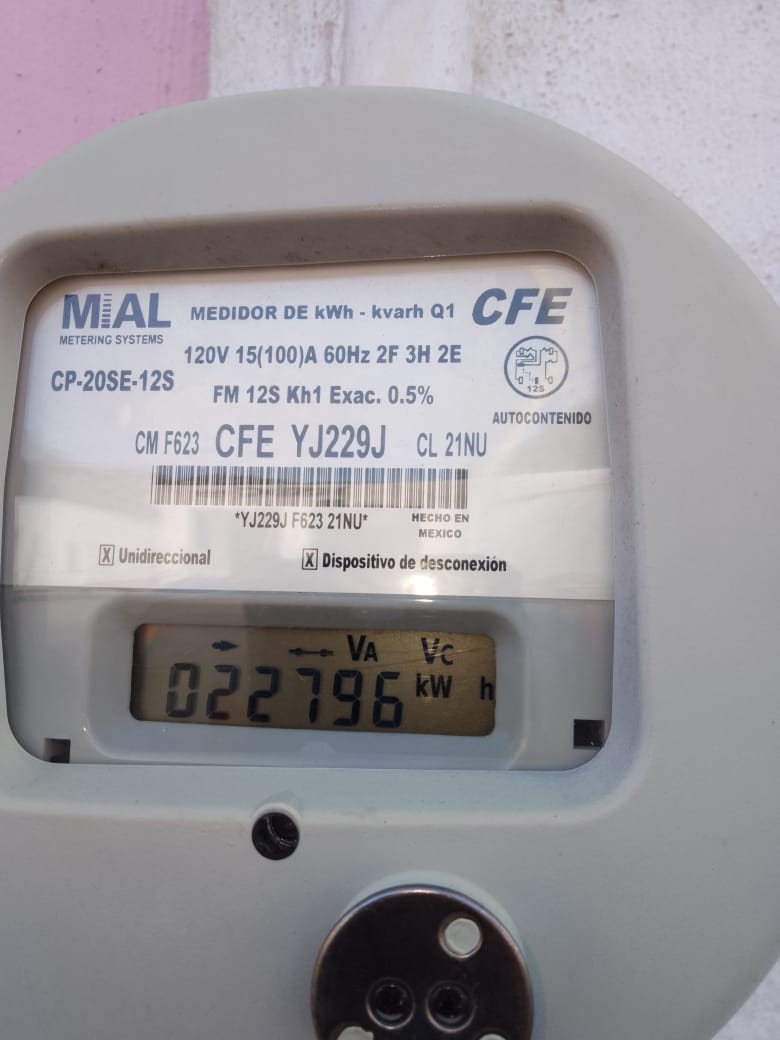 MIAL
METERING SYSTEMS
MEDIDOR DE kWh - kvarh Q1
CFE
120V 15(100)A 60Hz 2F 3H 2E
CP-20SE-12S
FM 12S Kh1 Exac. 0.5%
12S
AUTOCONTENIDO
CM F623 CFE YJ229J CL 21NU
*YJ229J F623 21NU*
HECHO EN
MEXICO
X Unidireccional
X Dispositivo de desconexión
VA VC
022796 kW h